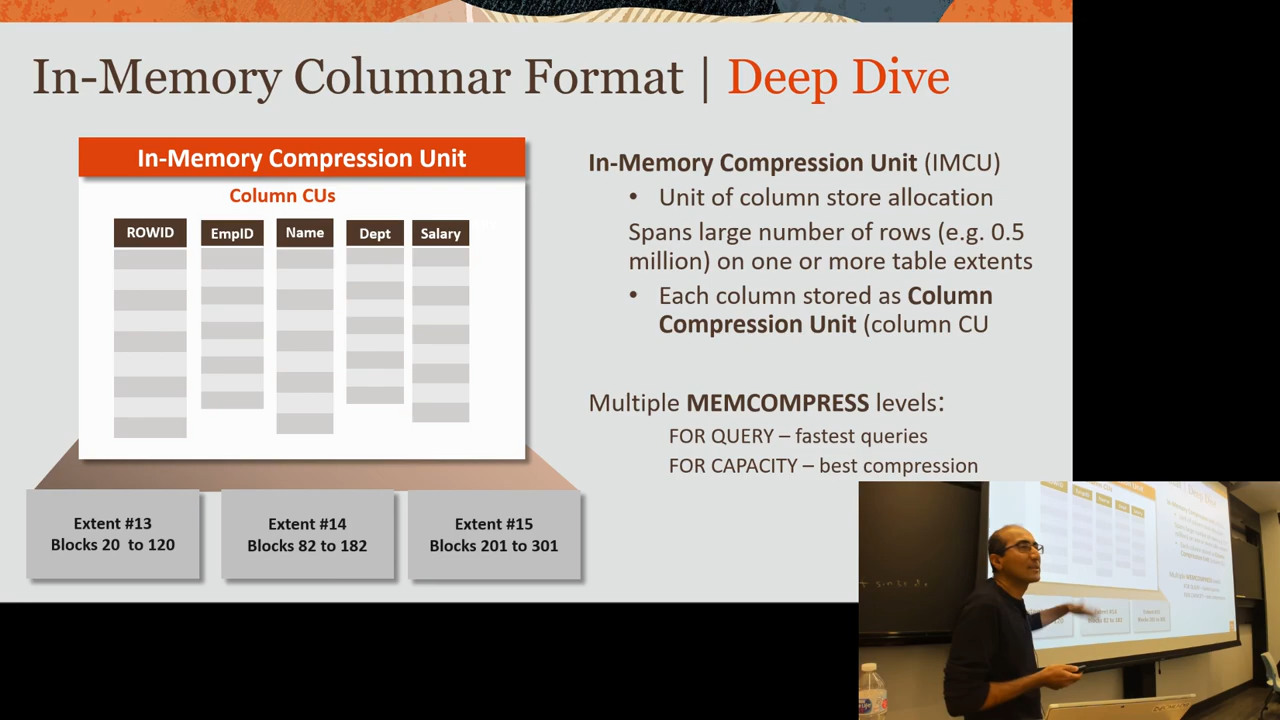 In-Memory Columnar Format | Deep Dive
In-Memory Compression Unit
Column CUs
ROWID
EmpID
Name
Dept
Salary
Extent #13
Blocks 20 to 120
Extent #14
Blocks 82 to 182
Extent #15
Blocks 201 to 301
In-Memory Compression Unit (IMCU)
• Unit of column store allocation
Spans large number of rows (e.g. 0.5
million) on one or more table extents
• Each column stored as Column
Compression Unit (column CU
Multiple MEMCOMPRESS levels:
FOR QUERY – fastest queries
FOR CAPACITY – best compression